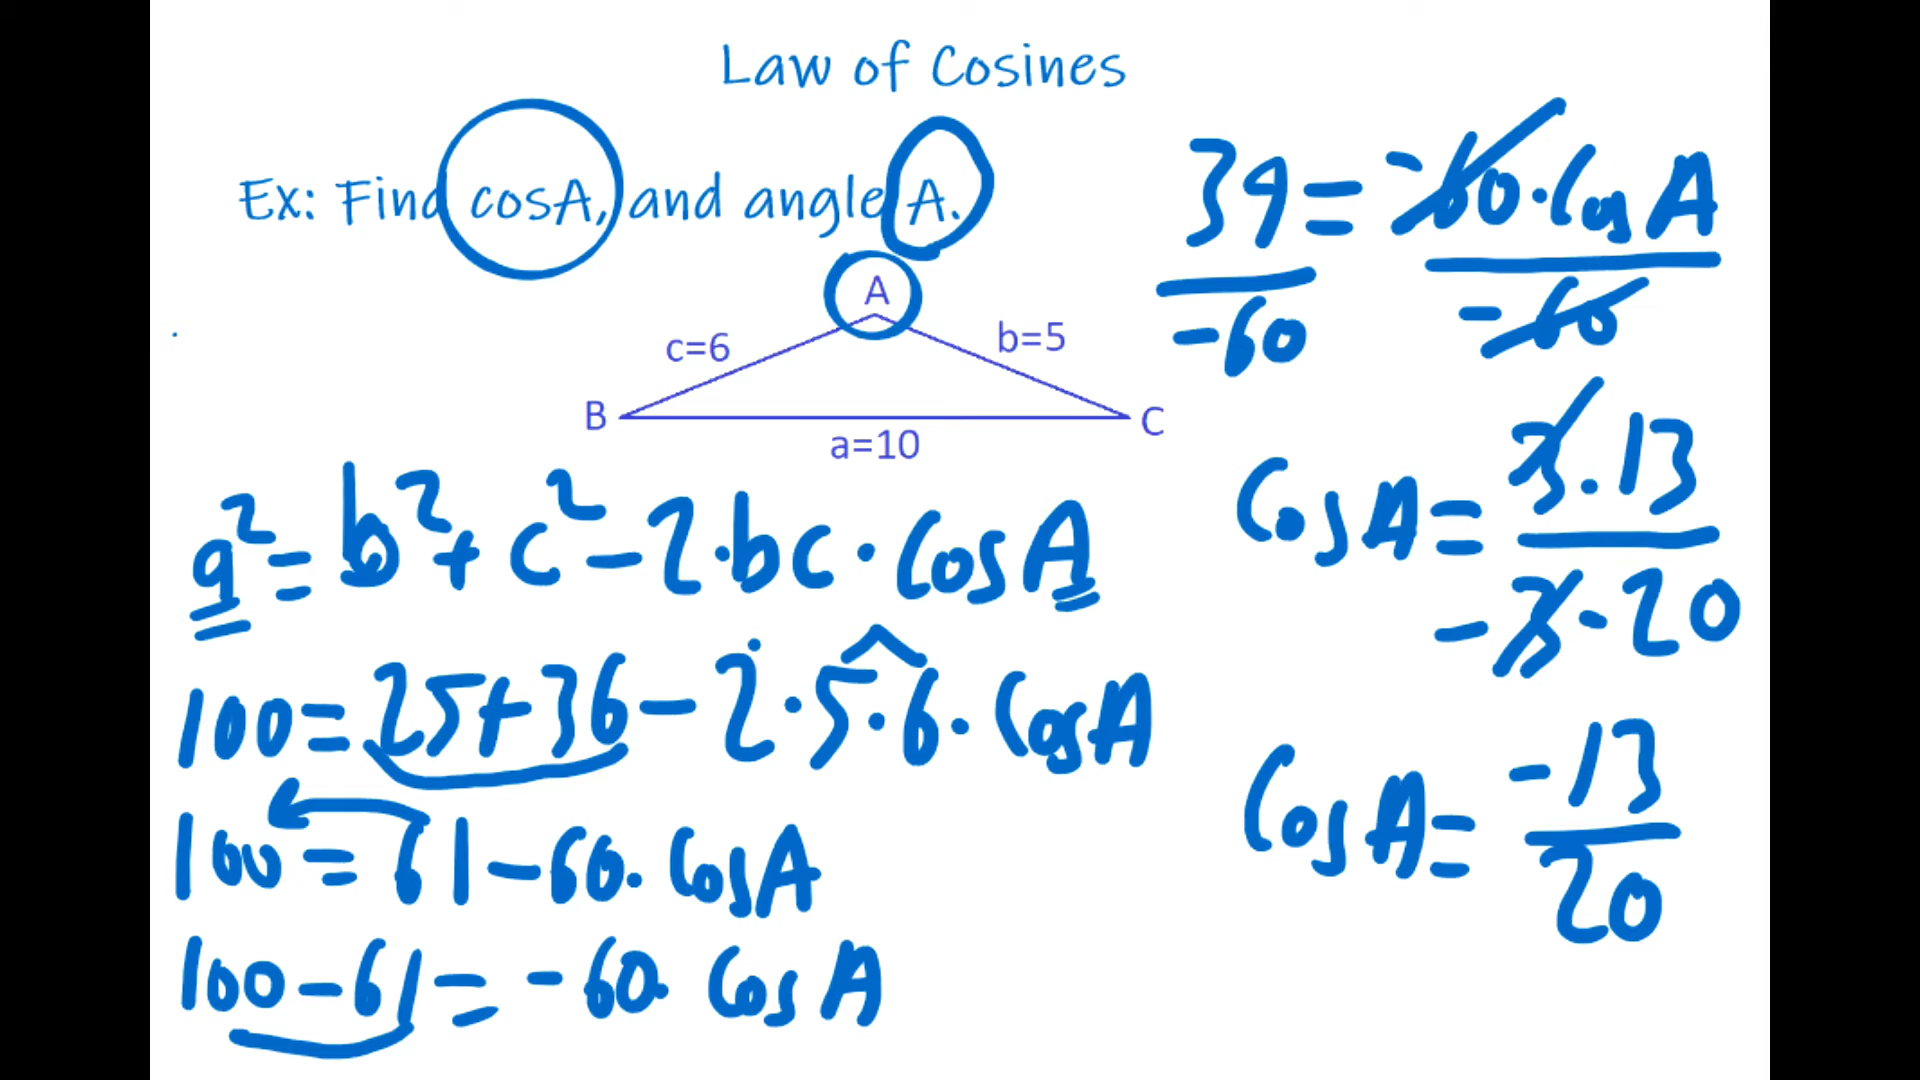 Law of Cosines
Ex: Find cosA, and angle A.
A
c=6
b=5
B
C
a=10
a² = b² + c² - 2·bc·CosA
100 = 25+36 - 2·5·6·CosA
100 = 61 - 60·CosA
100 - 61 = -60·CosA
39 = -60·CosA
-60 -60
CosA = 3·13
-3·20
CosA = -13
20